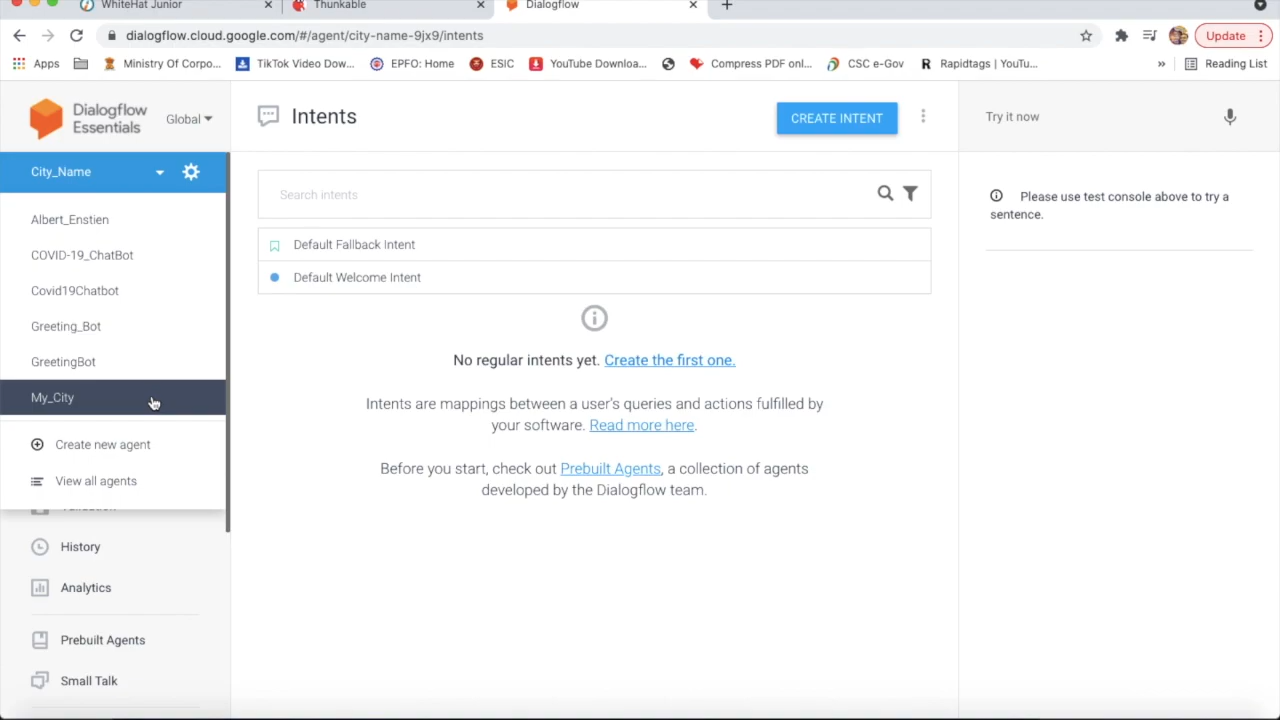 WhiteHat Junior
Thunkable
Dialogflow
dialogflow.cloud.google.com/#/agent/city-name-9jx9/intents
Update
Apps
Ministry Of Corpo...
TikTok Video Dow...
EPFO: Home
ESIC
YouTube Downloa...
Compress PDF onl...
CSC e-Gov
Rapidtags | YouTu...
»
Reading List
Dialogflow
Essentials
Global
City_Name
Albert_Enstien
COVID-19_ChatBot
Covid19Chatbot
Greeting_Bot
GreetingBot
My_City
Create new agent
View all agents
History
Analytics
Prebuilt Agents
Small Talk
Intents
CREATE INTENT
Search intents
Default Fallback Intent
Default Welcome Intent
No regular intents yet. Create the first one.
Intents are mappings between a user's queries and actions fulfilled by
your software. Read more here.
Before you start, check out Prebuilt Agents, a collection of agents
developed by the Dialogflow team.
Try it now
Please use test console above to try a
sentence.